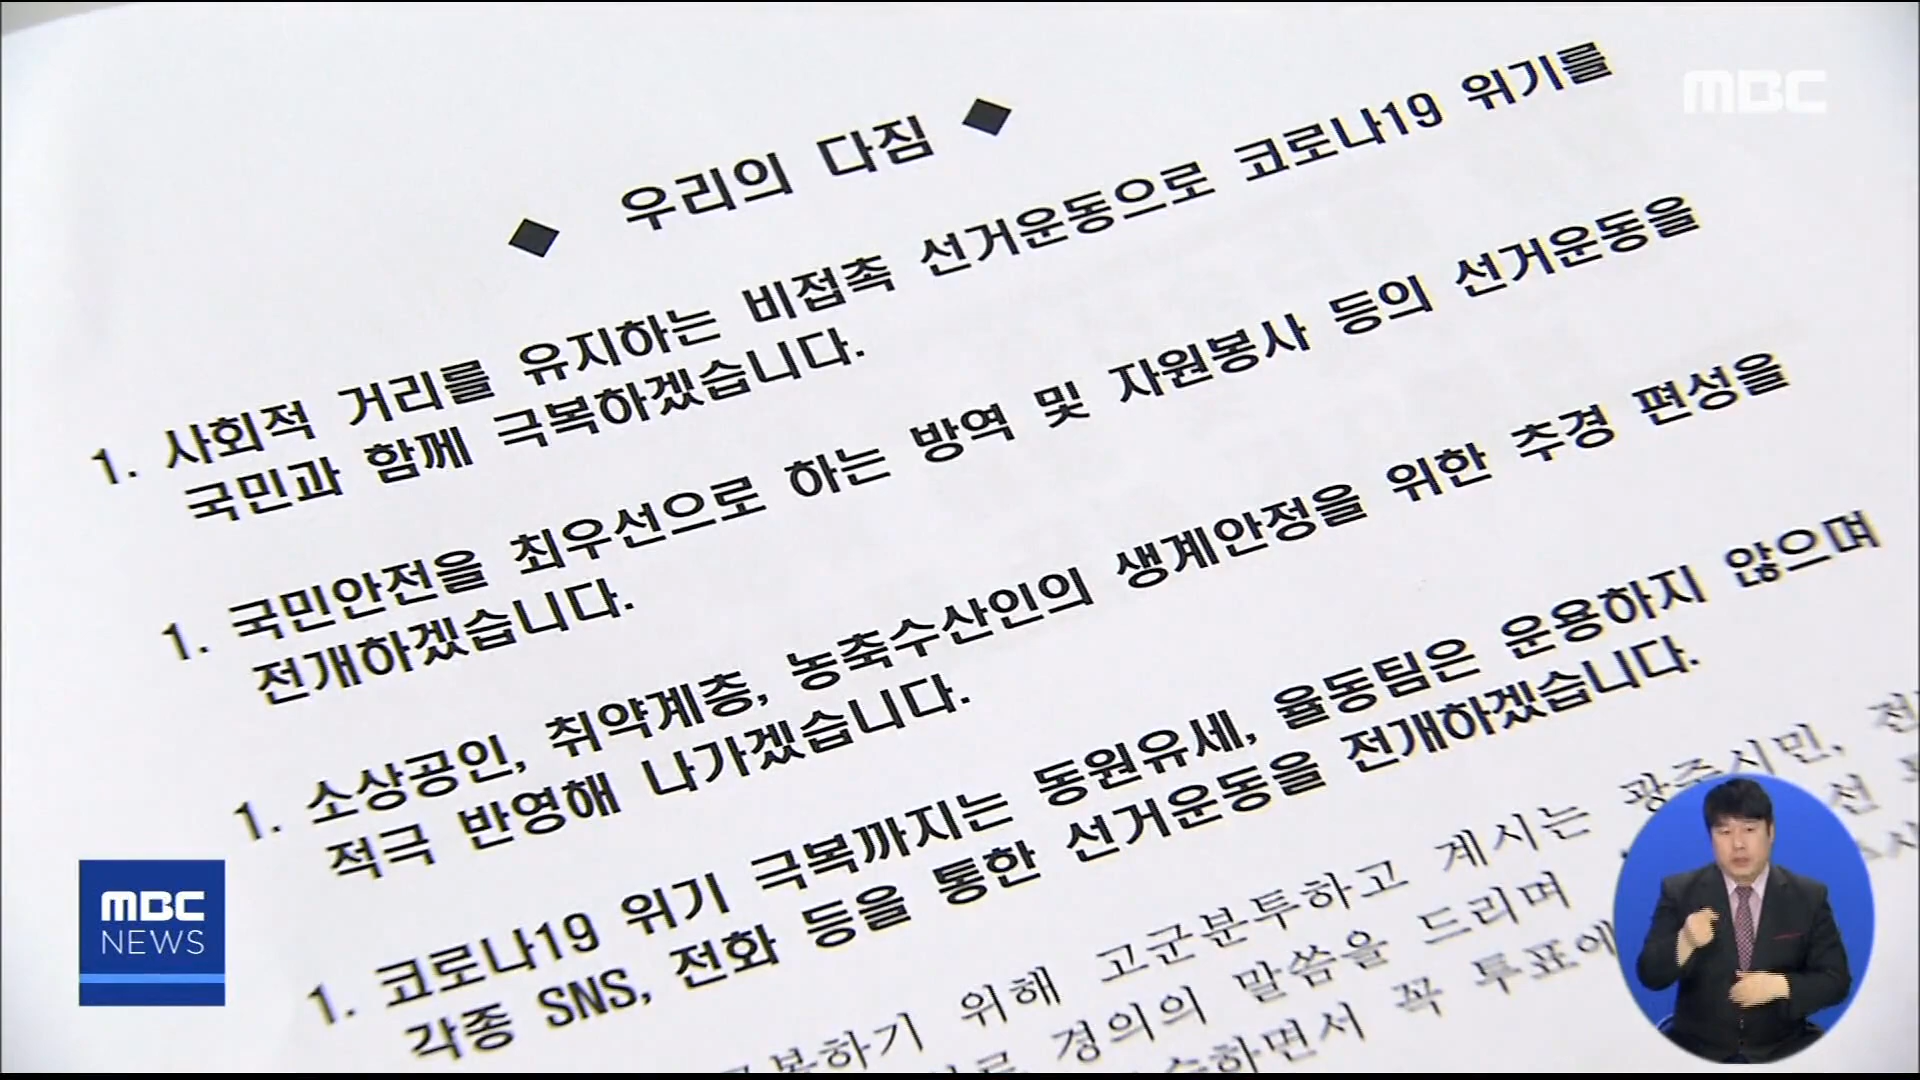 MBC
◆ 우리의 다짐 ◆
1. 사회적 거리를 유지하는 비접촉 선거운동으로 코로나19 위기를
국민과 함께 극복하겠습니다.
1. 국민안전을 최우선으로 하는 방역 및 자원봉사 등의 선거운동을
전개하겠습니다.
1. 소상공인, 취약계층, 농축수산인의 생계안정을 위한 추경 편성을
적극 반영해 나가겠습니다.
1. 코로나19 위기 극복까지는 동원유세, 율동팀은 운용하지 않으며
각종 SNS, 전화 등을 통한 선거운동을 전개하겠습니다.
위해 고군분투하고 계시는 광주시민,
경의의 말씀을 드리며
꼭 투표에
MBC
NEWS